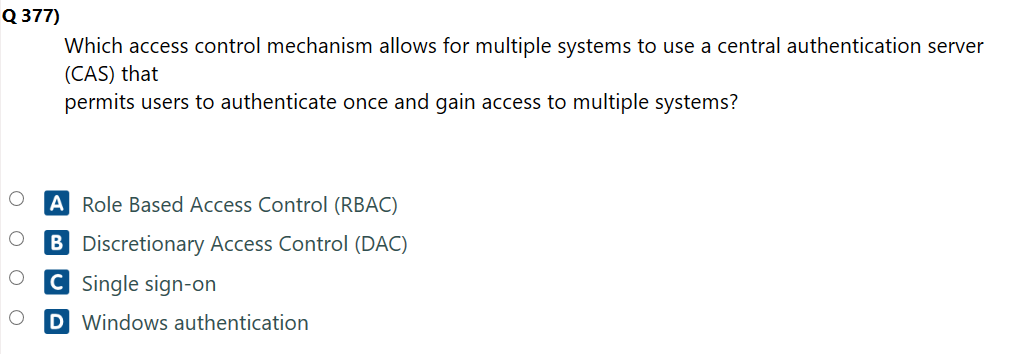 Q 377)
Which access control mechanism allows for multiple systems to use a central authentication server
(CAS) that
permits users to authenticate once and gain access to multiple systems?
A Role Based Access Control (RBAC)
B Discretionary Access Control (DAC)
C Single sign-on
D Windows authentication